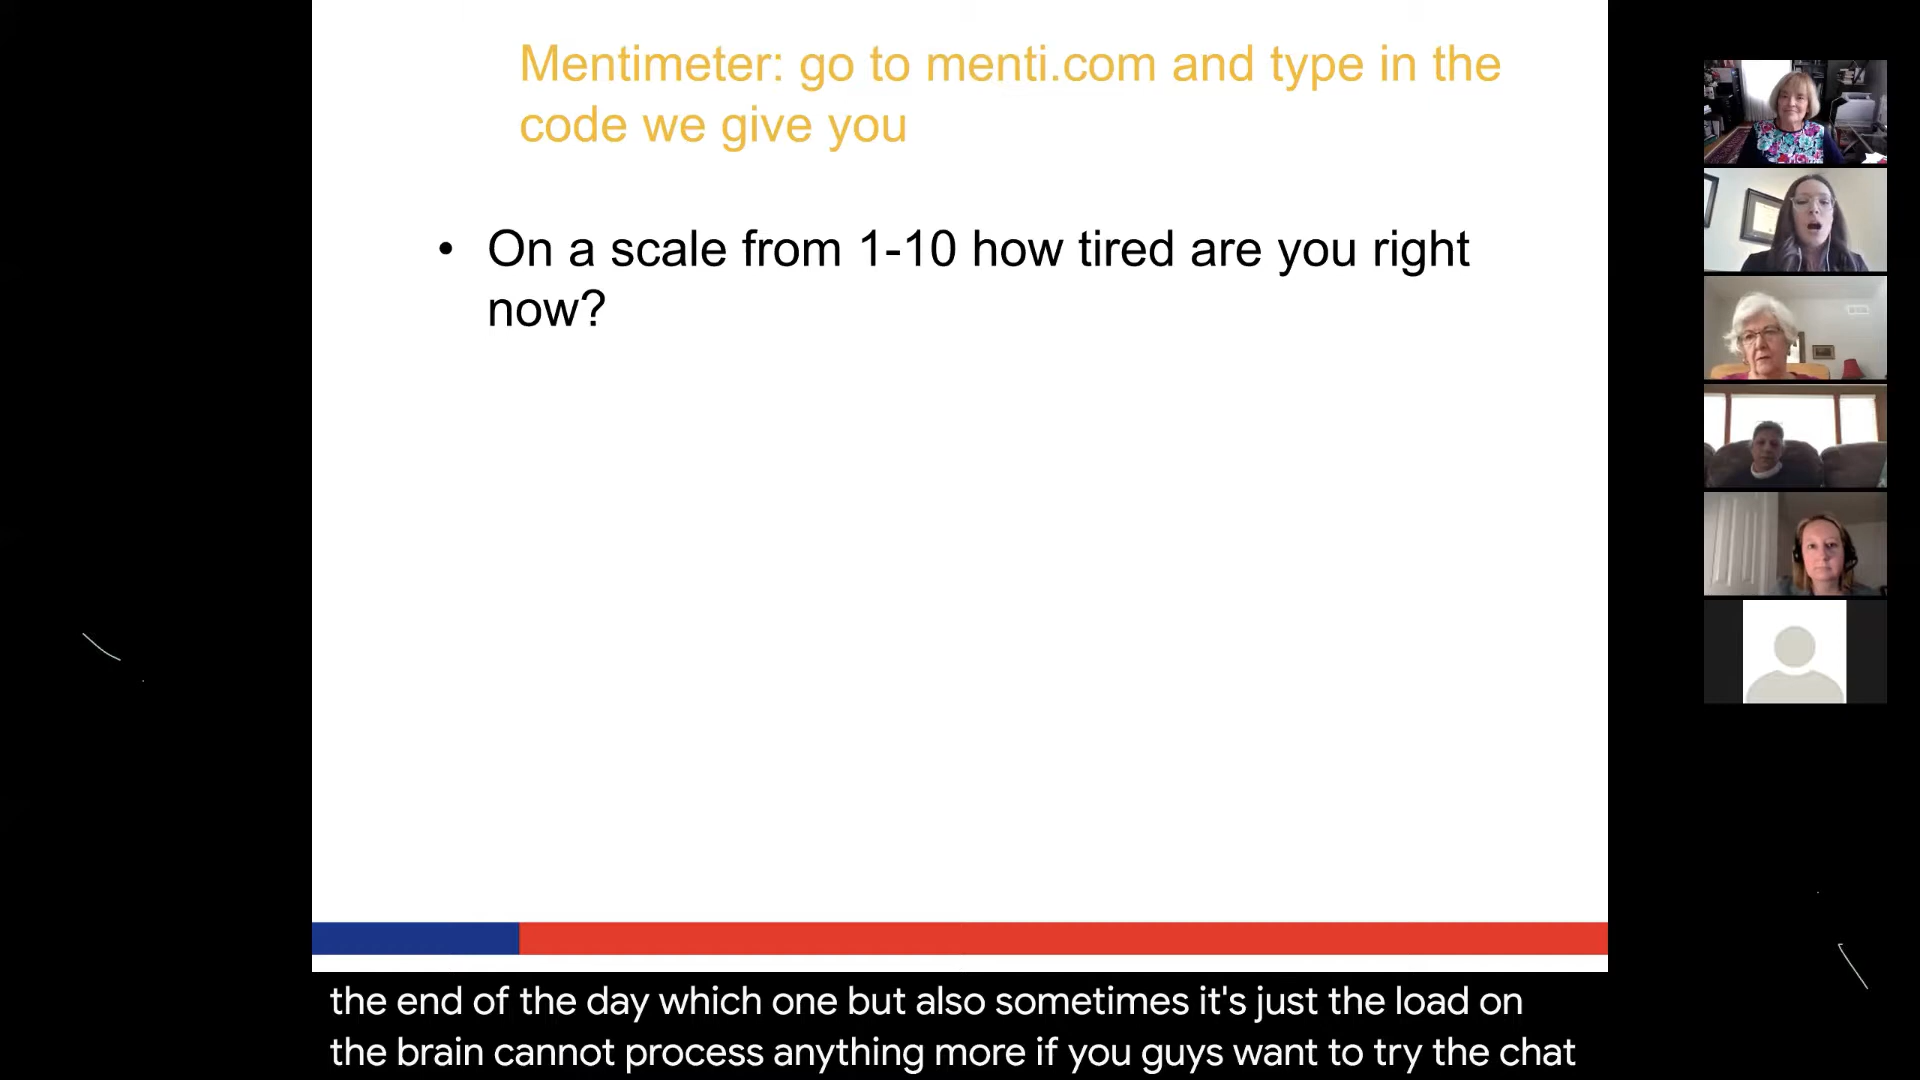 Mentimeter: go to menti.com and type in the
code we give you
• On a scale from 1-10 how tired are you right
now?
the end of the day which one but also sometimes it's just the load on
the brain cannot process anything more if you guys want to try the chat